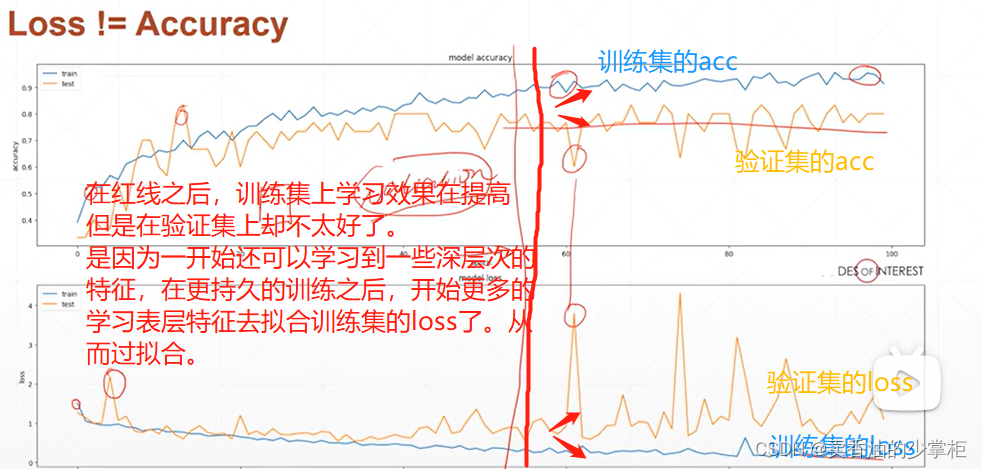 Loss != Accuracy
model accuracy
训练集的acc
train
test
0.9
0.8
0.7
0.6
0.5
0.4
accuracy
验证集的acc
在红线之后，训练集上学习效果在提高
但是在验证集上却不太好了。
是因为一开始还可以学习到一些深层次的
特征，在更持久的训练之后，开始更多的
学习表层特征去拟合训练集的loss了。从
而过拟合。
40
60
80
100
DES OF INTEREST
model loss
train
test
4
3
2
1
0
loss
验证集的loss
训练集的loss